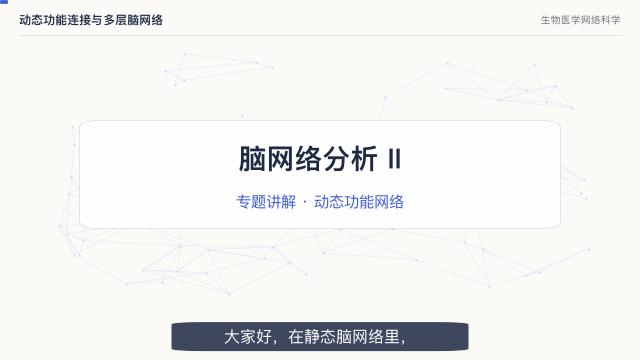 动态功能连接与多层脑网络
生物医学网络科学
脑网络分析 II
专题讲解 · 动态功能网络
大家好，在静态脑网络里，